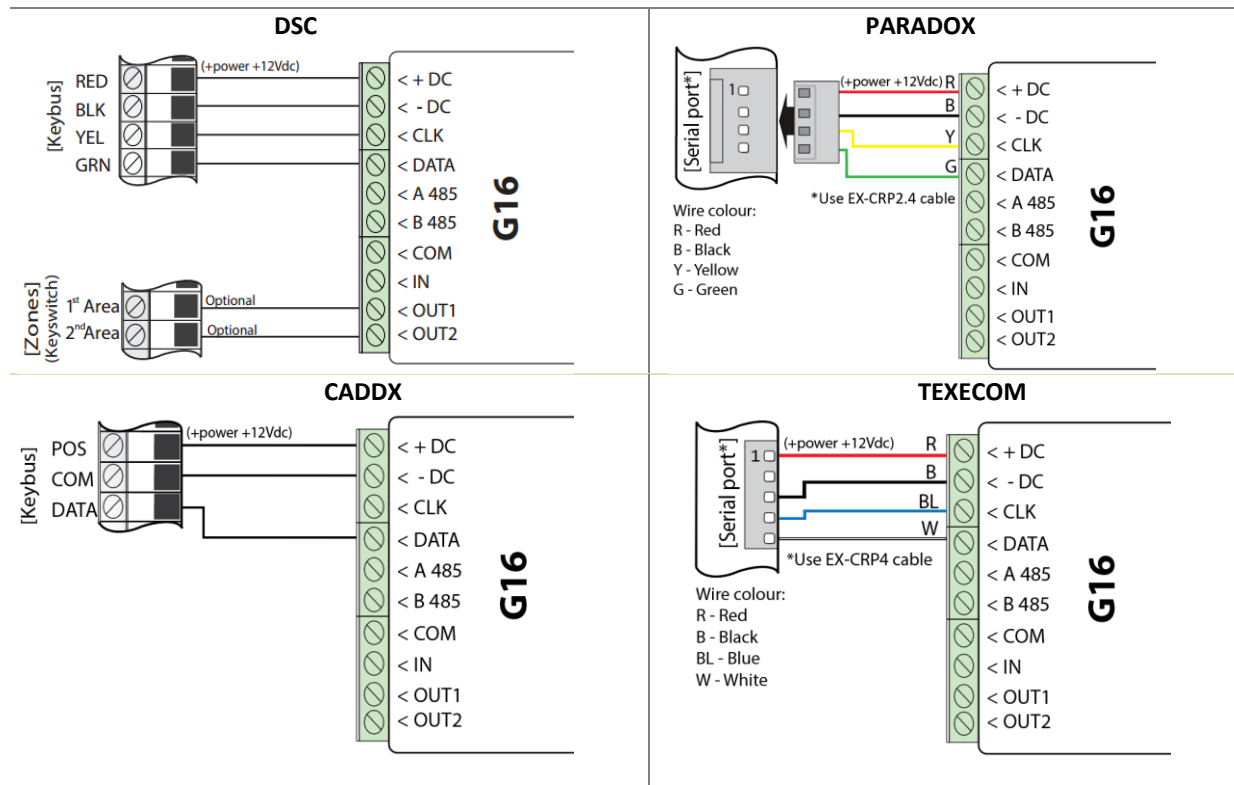 DSC
[Keybus]
RED
BLK
YEL
GRN
(+power +12Vdc)
< + DC
< - DC
< CLK
< DATA
< A 485
< B 485
< COM
< IN
< OUT1
< OUT2
G16
[Zones]
(Keyswitch)
1st Area
2nd Area
Optional
Optional
PARADOX
[Serial port*]
1
(+power +12Vdc) R
B
Y
G
*Use EX-CRP2.4 cable
Wire colour:
R - Red
B - Black
Y - Yellow
G - Green
< + DC
< - DC
< CLK
< DATA
< A 485
< B 485
< COM
< IN
< OUT1
< OUT2
G16
CADDX
[Keybus]
POS
COM
DATA
(+power +12Vdc)
< + DC
< - DC
< CLK
< DATA
< A 485
< B 485
< COM
< IN
< OUT1
< OUT2
G16
TEXECOM
[Serial port*]
1
(+power +12Vdc) R
B
BL
W
*Use EX-CRP4 cable
Wire colour:
R - Red
B - Black
BL - Blue
W - White
< + DC
< - DC
< CLK
< DATA
< A 485
< B 485
< COM
< IN
< OUT1
< OUT2
G16